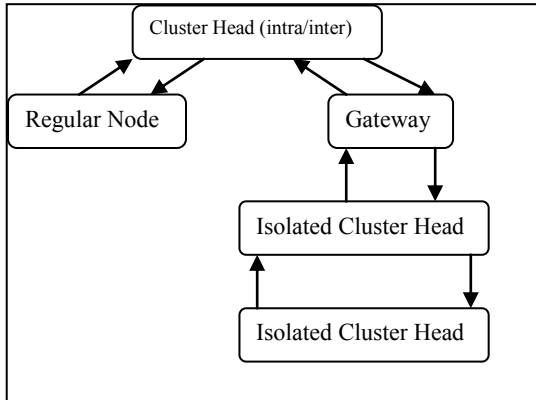 Cluster Head (intra/inter)
Regular Node
Gateway
Isolated Cluster Head
Isolated Cluster Head